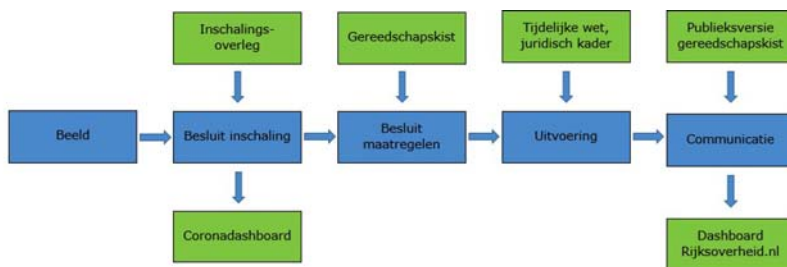 Inschalings-
overleg
Gereedschapskist
Tijdelijke wet,
juridisch kader
Publieksversie
gereedschapskist
Beeld
Besluit inschaling
Besluit
maatregelen
Uitvoering
Communicatie
Coronadashboard
Dashboard
Rijksoverheid.nl